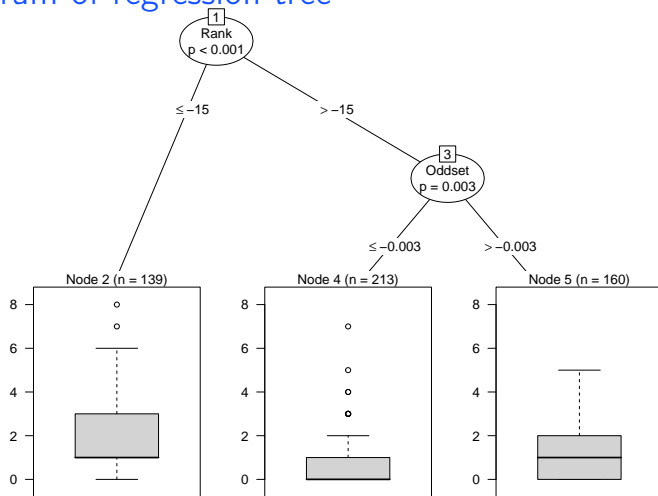 of regression tree
1
Rank
p < 0.001
≤ −15
> −15
3
Oddset
p = 0.003
≤ −0.003
> −0.003
Node 2 (n = 139)
0
2
4
6
8
Node 4 (n = 213)
0
2
4
6
8
Node 5 (n = 160)
0
2
4
6
8